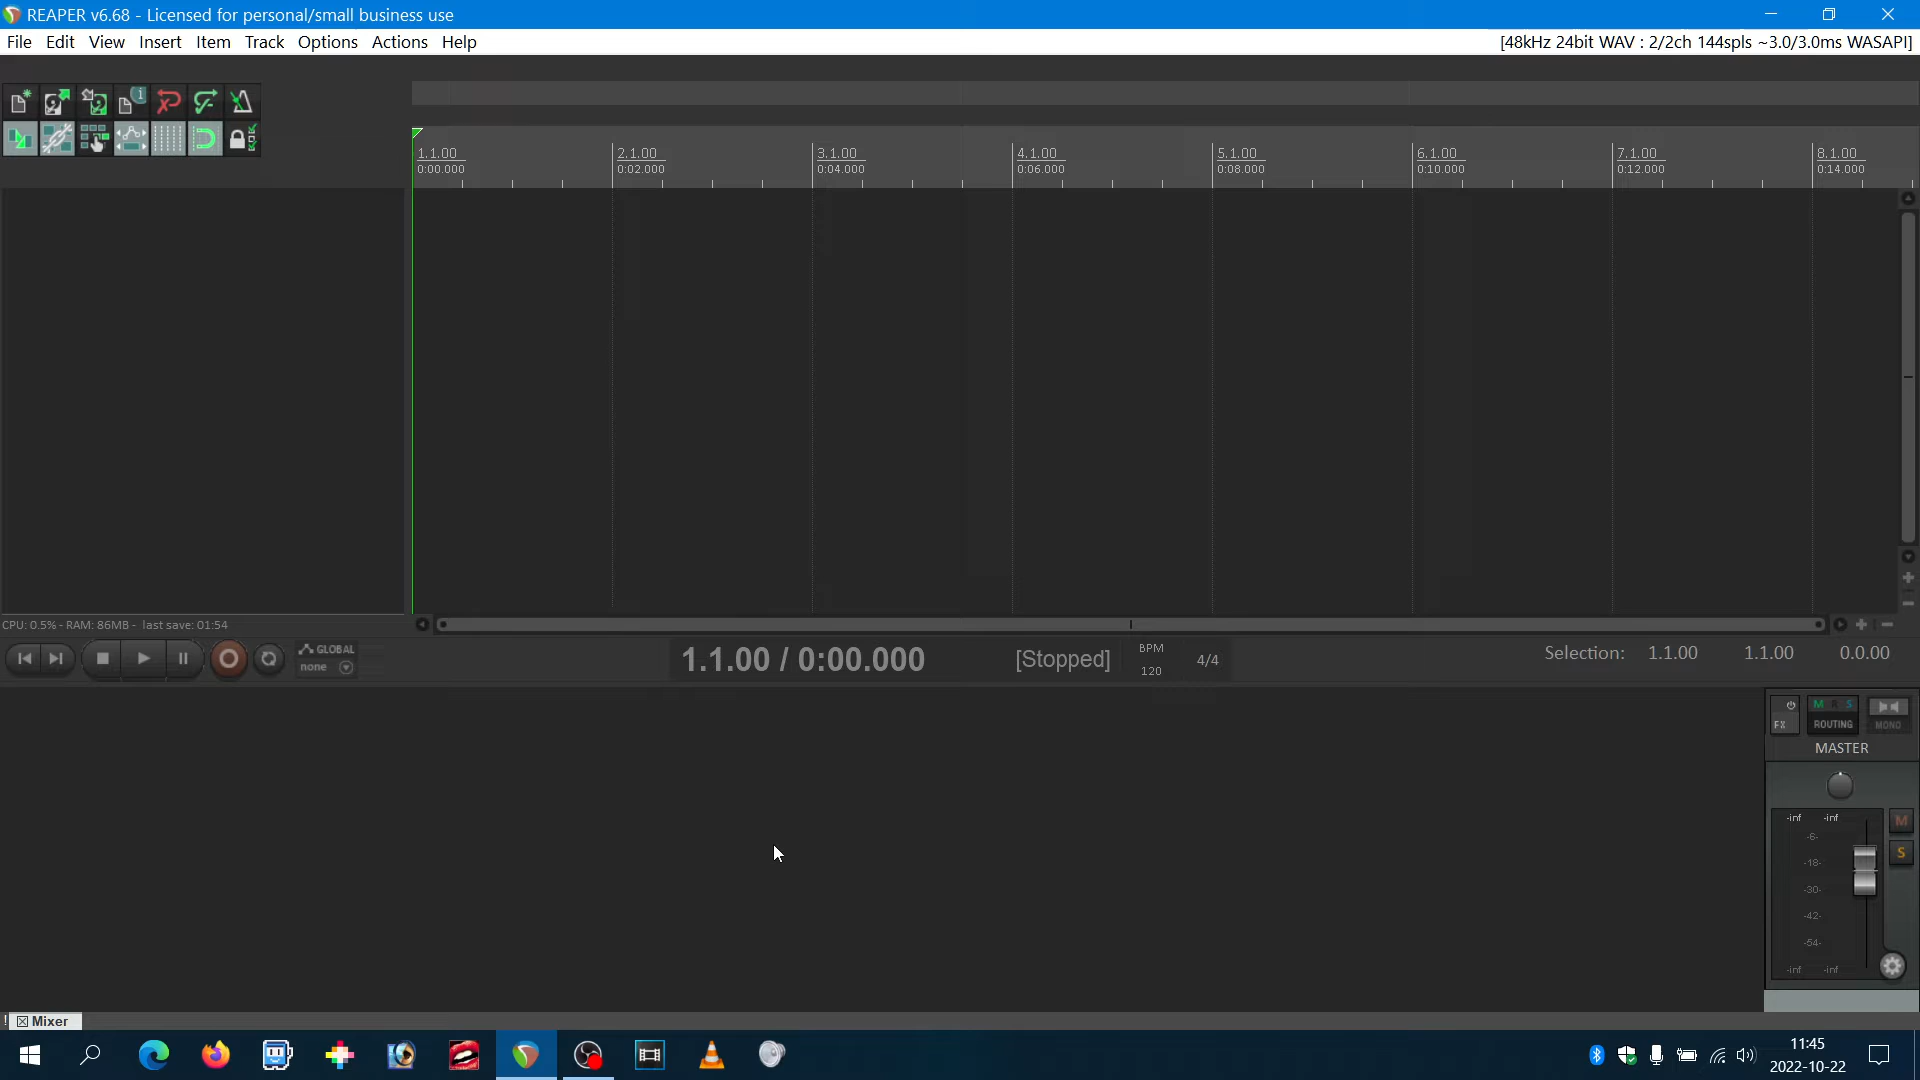 REAPER v6.68 - Licensed for personal/small business use
File Edit View Insert Item Track Options Actions Help
[48kHz 24bit WAV : 2/2ch 144spls ~3.0/3.0ms WASAPI]
1.1.00 2.1.00 3.1.00 4.1.00 5.1.00 6.1.00 7.1.00 8.1.00
0:00.000 0:02.000 0:04.000 0:06.000 0:08.000 0:10.000 0:12.000 0:14.000
CPU: 0.5% - RAM: 86MB - last save: 01:54
GLOBAL
none
1.1.00 / 0:00.000
[Stopped]
BPM
120
4/4
Selection: 1.1.00 1.1.00 0.0.00
M R S
FX ROUTING MONO
MASTER
-inf -inf
M
-6-
S
-18-
-30-
-42-
-54-
-inf -inf
! Mixer
11:45
2022-10-22